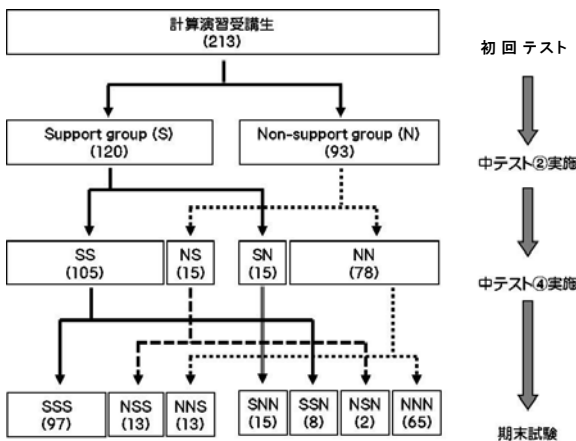 計算演習受講生
(213)
初回テスト
Support group (S)
(120)
Non-support group (N)
(93)
中テスト②実施
SS
(105)
NS
(15)
SN
(15)
NN
(78)
中テスト④実施
SSS
(97)
NSS
(13)
NNS
(13)
SNN
(15)
SSN
(8)
NSN
(2)
NNN
(65)
期末試験